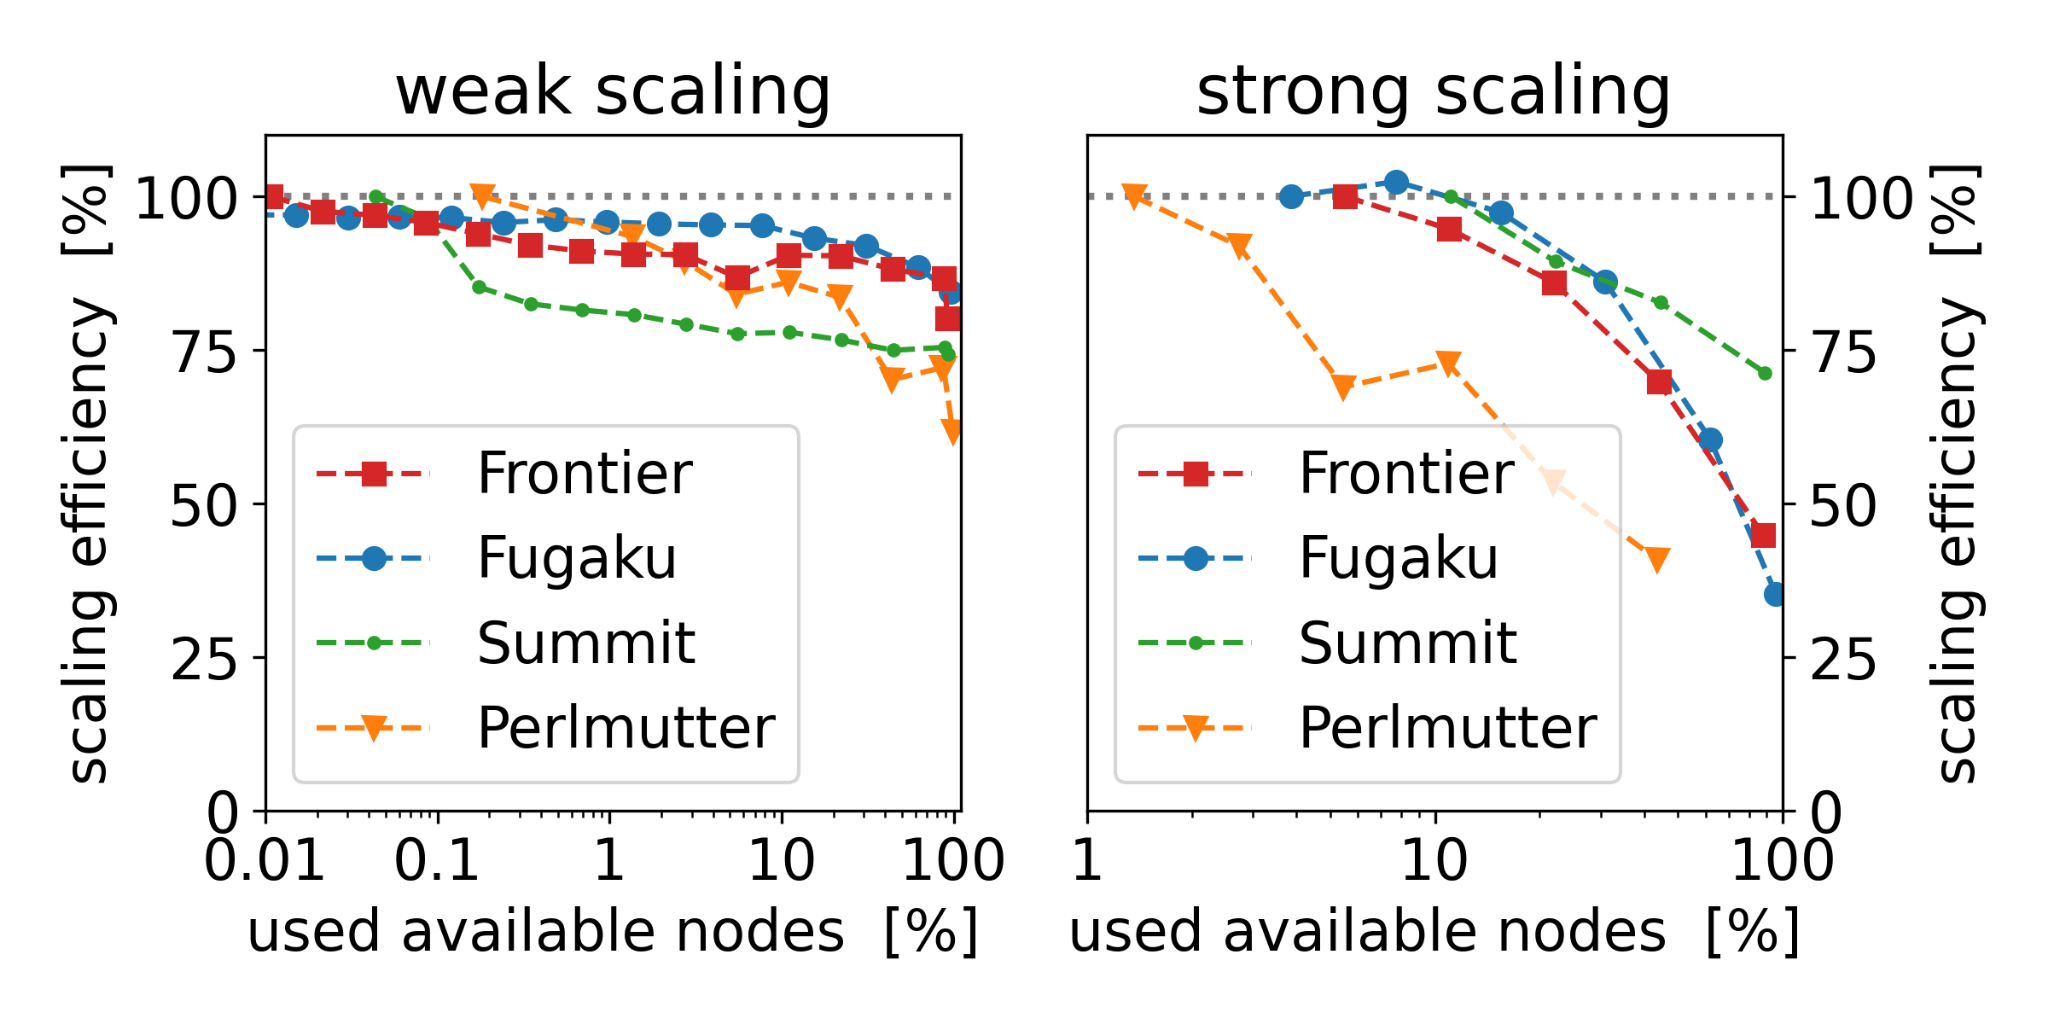 weak scaling
scaling efficiency [%]
100
75
50
25
0
Frontier
Fugaku
Summit
Perlmutter
0.01 0.1 1 10 100
used available nodes [%]
strong scaling
Frontier
Fugaku
Summit
Perlmutter
1 10 100
used available nodes [%]
100
75
50
25
0
scaling efficiency [%]